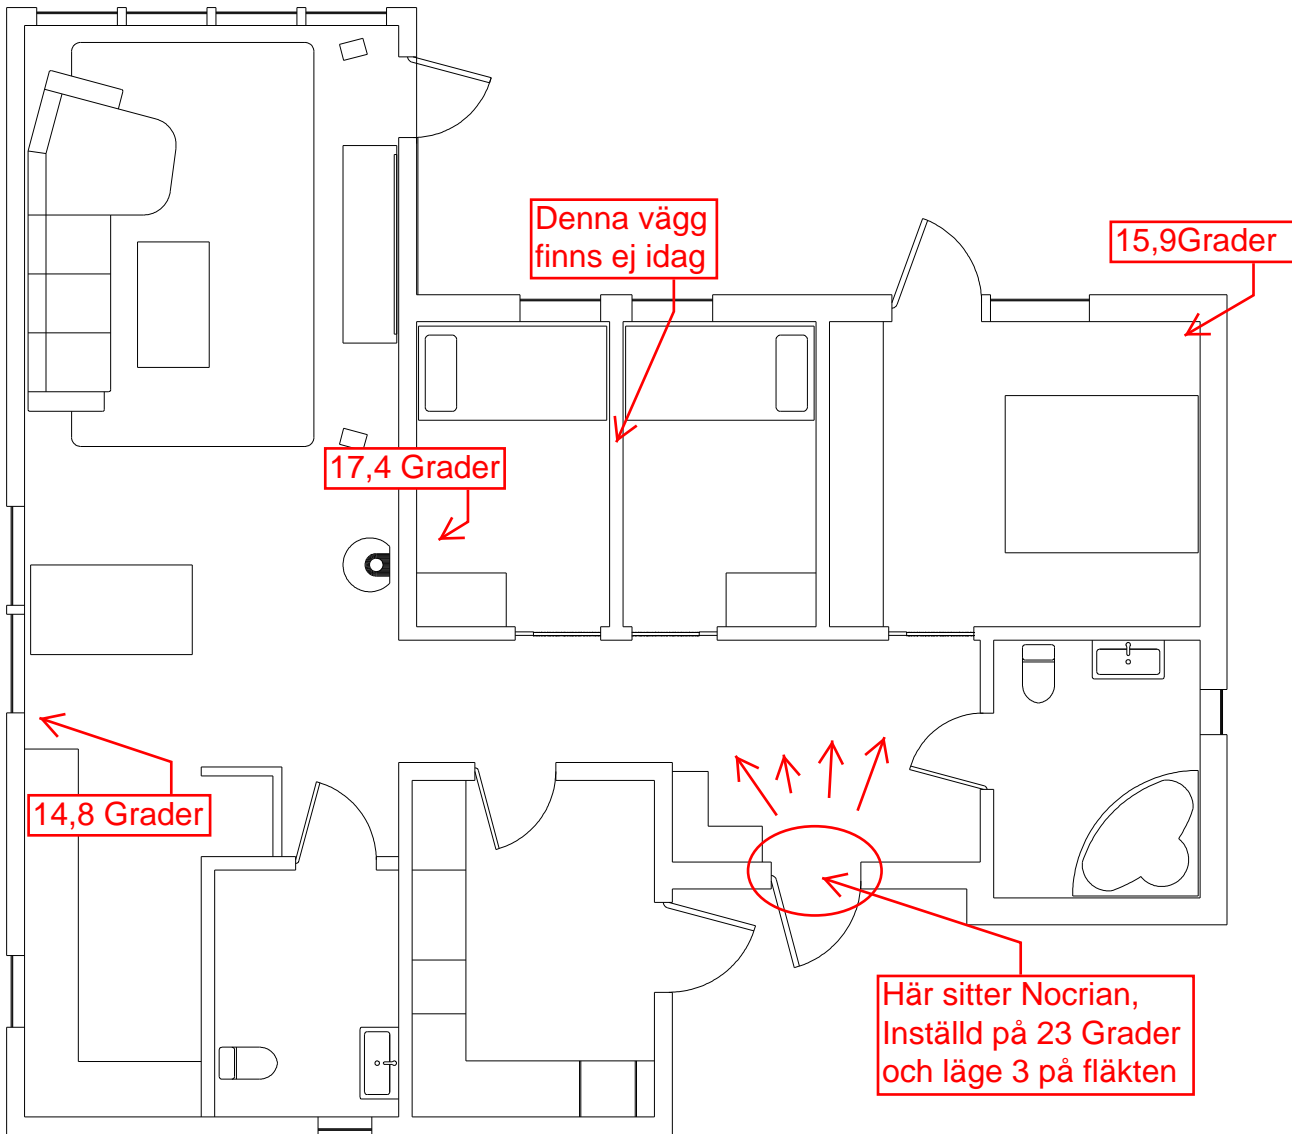 Denna vägg
finns ej idag
15,9Grader
17,4 Grader
14,8 Grader
Här sitter Nocrian,
Inställd på 23 Grader
och läge 3 på fläkten